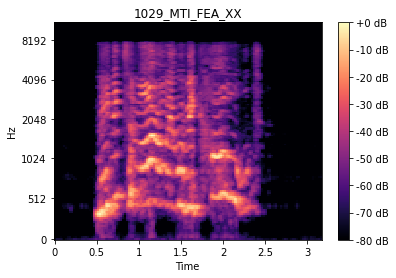 1029_MTI_FEA_XX
+0 dB
8192
-10 dB
4096
-20 dB
-30 dB
2048
-40 dB
Hz
1024
-50 dB
512
-60 dB
-70 dB
0
-80 dB
0 0.5 1 1.5 2 2.5 3
Time